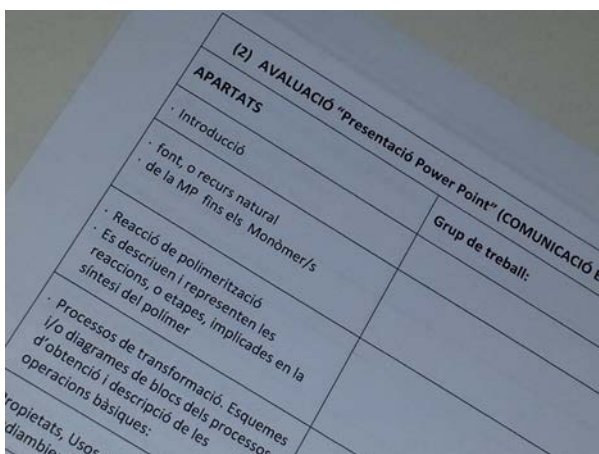 (2) AVALUACIÓ "Presentació Power Point" (COMUNICACIÓ
APARTATS
Grup de treball:
· Introducció
· font, o recurs natural
· de la MP fins els Monòmer/s
· Reacció de polimerització
· Es descriuen i representen les
reaccions, o etapes, implicades en la
síntesi del polímer
· Processos de transformació. Esquemes
i/o diagrames de blocs dels processos
d'obtenció i descripció de les
operacions bàsiques:
Propietats, Usos